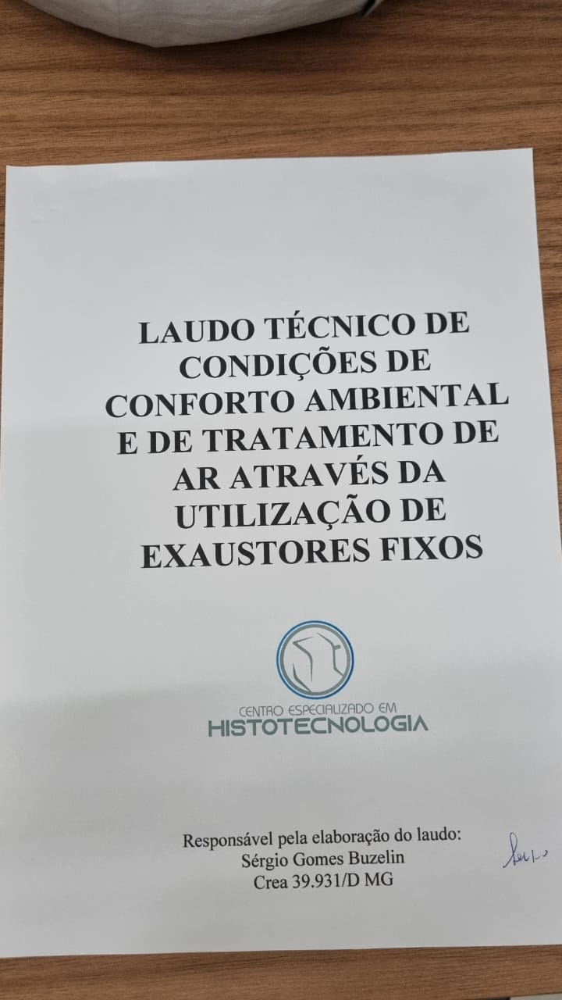 LAUDO TÉCNICO DE
CONDIÇÕES DE
CONFORTO AMBIENTAL
E DE TRATAMENTO DE
AR ATRAVÉS DA
UTILIZAÇÃO DE
EXAUSTORES FIXOS
CENTRO ESPECIALIZADO EM
HISTOTECNOLOGIA
Responsável pela elaboração do laudo:
Sérgio Gomes Buzelin
Crea 39.931/D MG